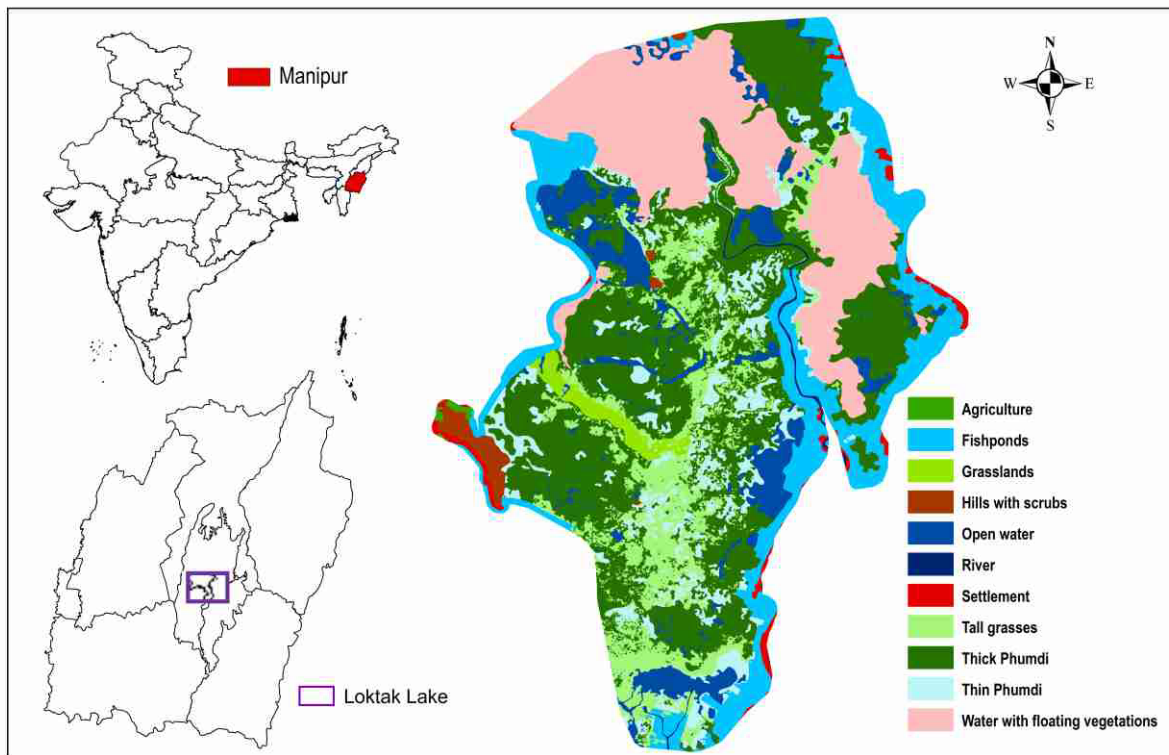 Manipur
N
W
E
S
Agriculture
Fishponds
Grasslands
Hills with scrubs
Open water
River
Settlement
Tall grasses
Thick Phumdi
Thin Phumdi
Water with floating vegetations
Loktak Lake